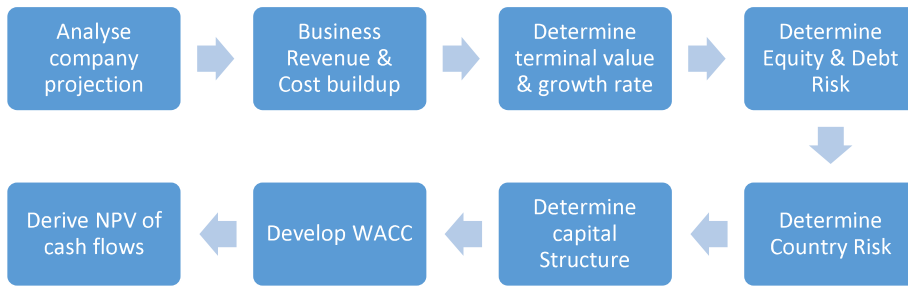 Analyse
company
projection
Business
Revenue &
Cost buildup
Determine
terminal value
& growth rate
Determine
Equity & Debt
Risk
Determine
Country Risk
Determine
capital
Structure
Develop WACC
Derive NPV of
cash flows